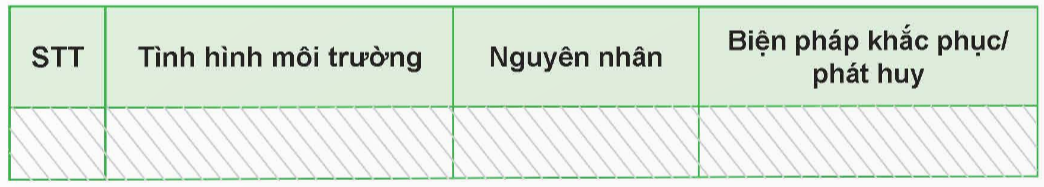 STT
Tình hình môi trường
Nguyên nhân
Biện pháp khắc phục/
phát huy